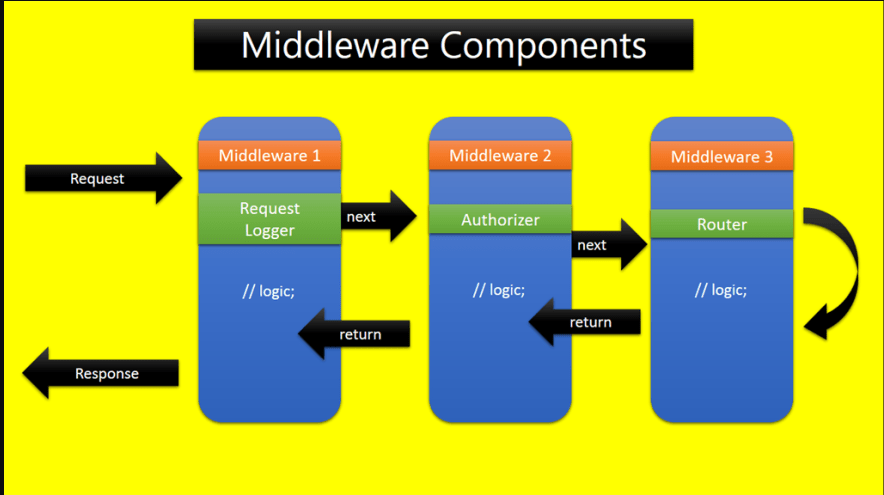 Middleware Components
Request
Middleware 1
Request
Logger
// logic;
next
Middleware 2
Authorizer
// logic;
next
Middleware 3
Router
// logic;
return
return
Response